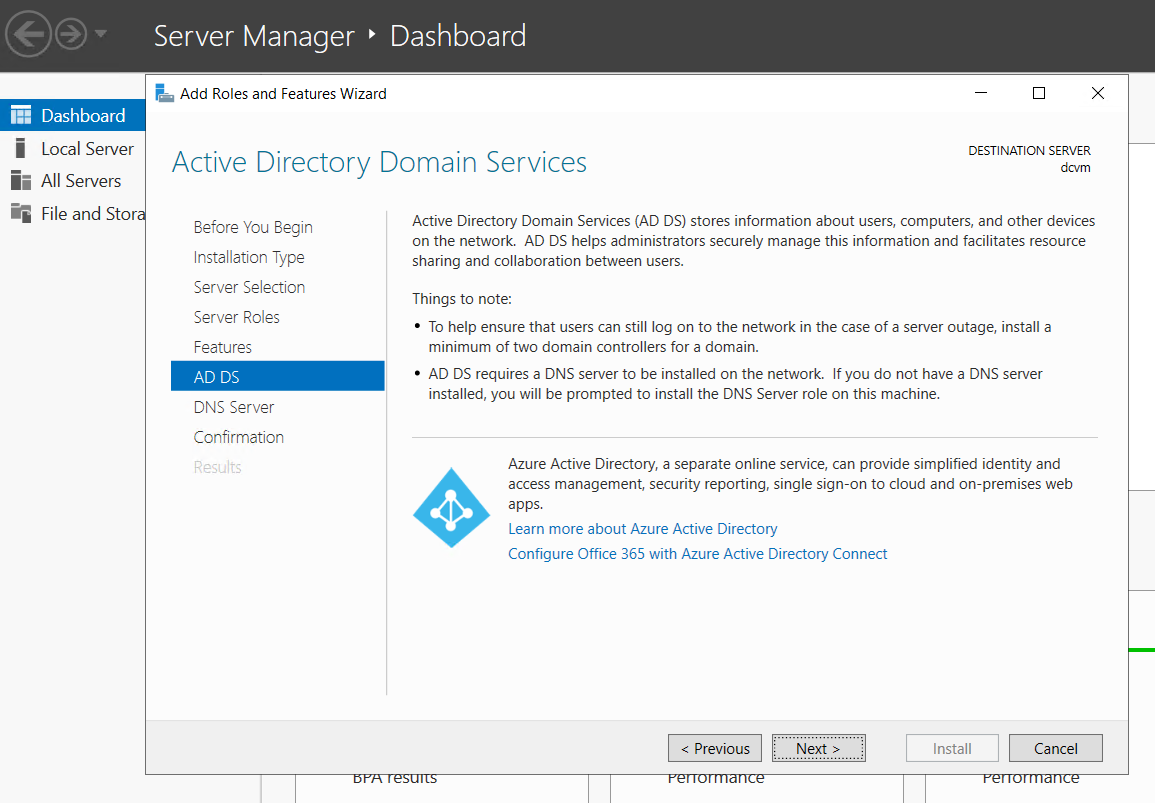 Server Manager ‣ Dashboard
Add Roles and Features Wizard
Dashboard
Local Server
All Servers
File and Stora
Active Directory Domain Services
DESTINATION SERVER
dcvm
Before You Begin
Installation Type
Server Selection
Server Roles
Features
AD DS
DNS Server
Confirmation
Results
Active Directory Domain Services (AD DS) stores information about users, computers, and other devices
on the network.  AD DS helps administrators securely manage this information and facilitates resource
sharing and collaboration between users.
Things to note:
• To help ensure that users can still log on to the network in the case of a server outage, install a
minimum of two domain controllers for a domain.
• AD DS requires a DNS server to be installed on the network.  If you do not have a DNS server
installed, you will be prompted to install the DNS Server role on this machine.
Azure Active Directory, a separate online service, can provide simplified identity and
access management, security reporting, single sign-on to cloud and on-premises web
apps.
Learn more about Azure Active Directory
Configure Office 365 with Azure Active Directory Connect
< Previous
Next >
Install
Cancel
BPA results
Performance
Performance